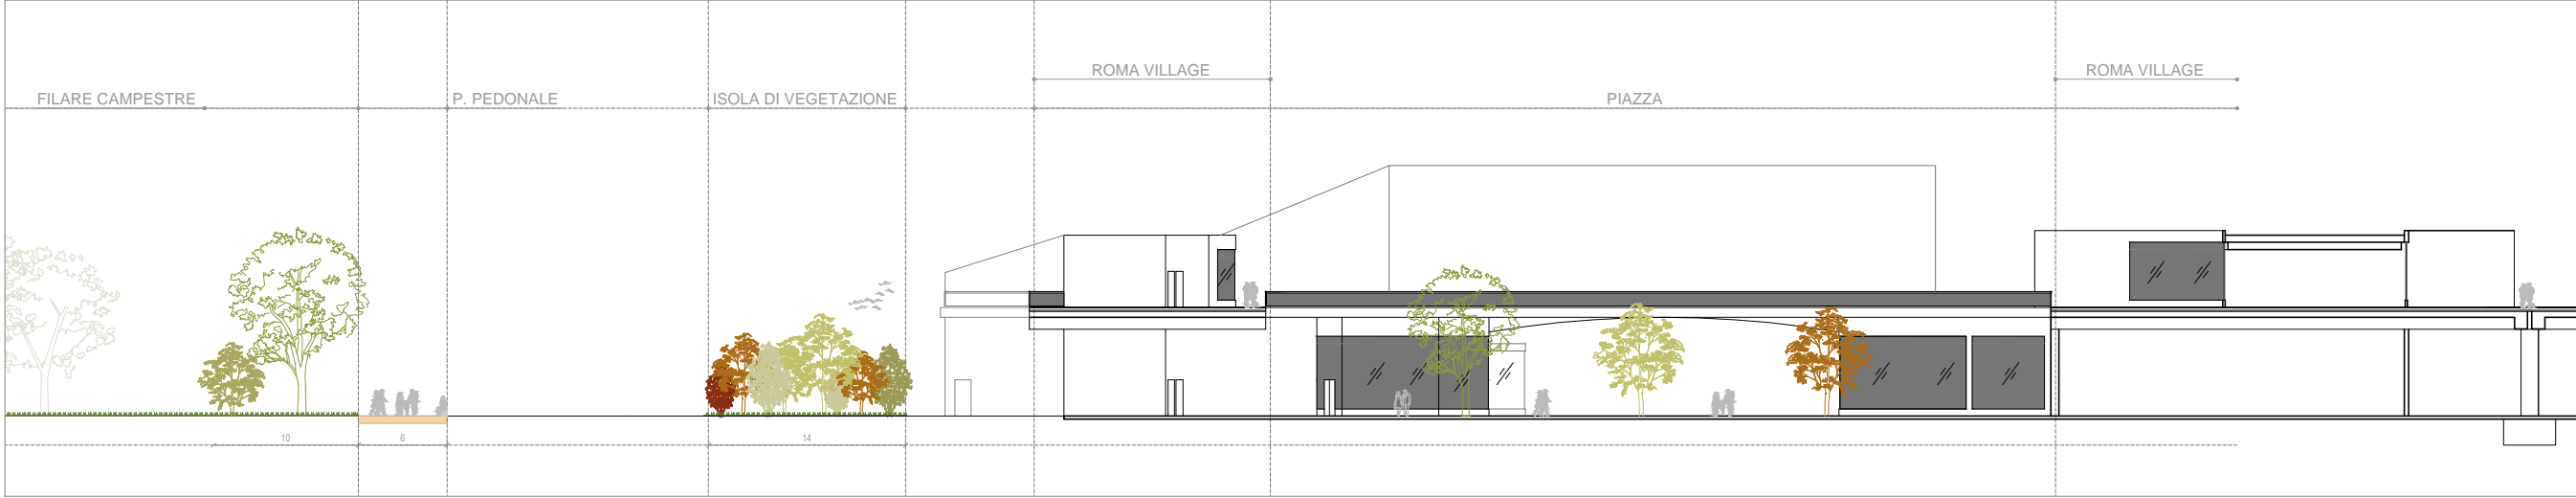 ROMA VILLAGE
ROMA VILLAGE
FILARE CAMPESTRE
P. PEDONALE
ISOLA DI VEGETAZIONE
PIAZZA
10
6
14